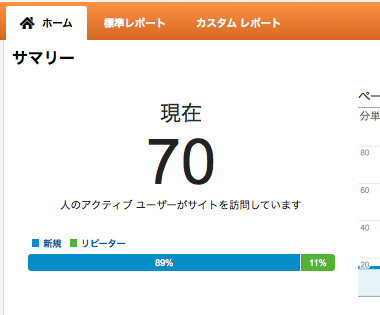 ホーム 標準レポート カスタム レポート
サマリー
現在
70
人のアクティブ ユーザーがサイトを訪問しています
新規 リピーター
89% 11%
ペー
分単
80
60
40
20